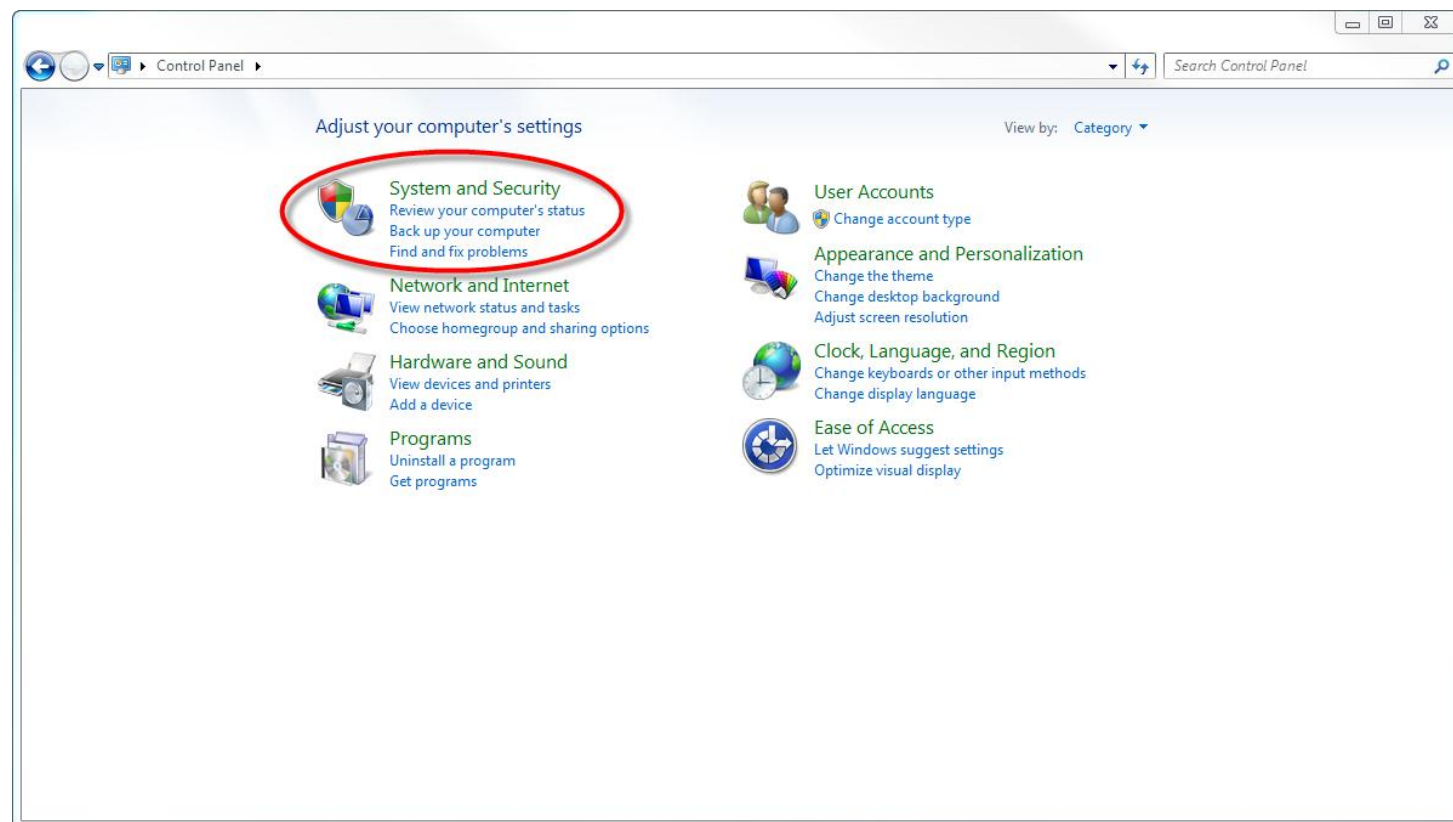 Control Panel
Search Control Panel
Adjust your computer's settings
View by: Category
System and Security
Review your computer's status
Back up your computer
Find and fix problems
Network and Internet
View network status and tasks
Choose homegroup and sharing options
Hardware and Sound
View devices and printers
Add a device
Programs
Uninstall a program
Get programs
User Accounts
Change account type
Appearance and Personalization
Change the theme
Change desktop background
Adjust screen resolution
Clock, Language, and Region
Change keyboards or other input methods
Change display language
Ease of Access
Let Windows suggest settings
Optimize visual display